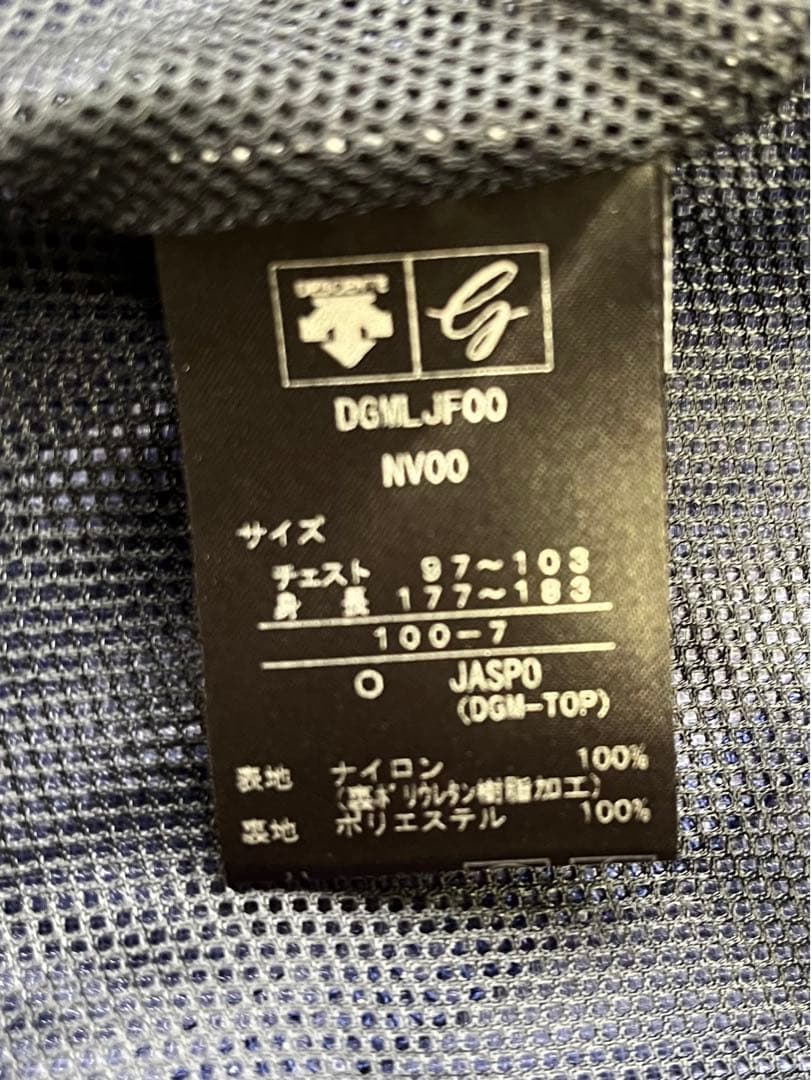 DESCENTE
DGMLJF00
NV00
サイズ
チェスト 97～103
身 長 177～183
100-7
O JASPO
(DGM-TOP)
表地 ナイロン 100%
(裏ﾎﾟﾘｳﾚﾀﾝ樹脂加工)
裏地 ポリエステル 100%